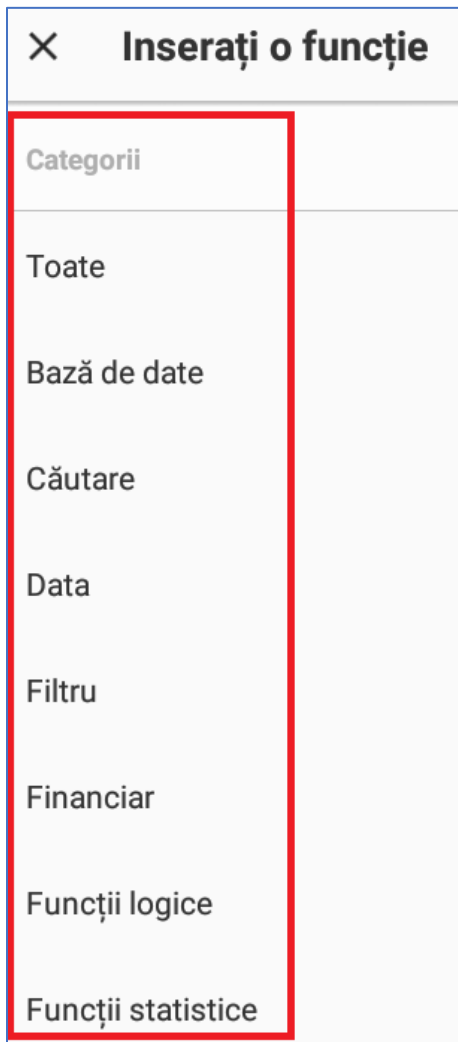 Inserați o funcție
Categorii
Toate
Bază de date
Căutare
Data
Filtru
Financiar
Funcții logice
Funcții statistice